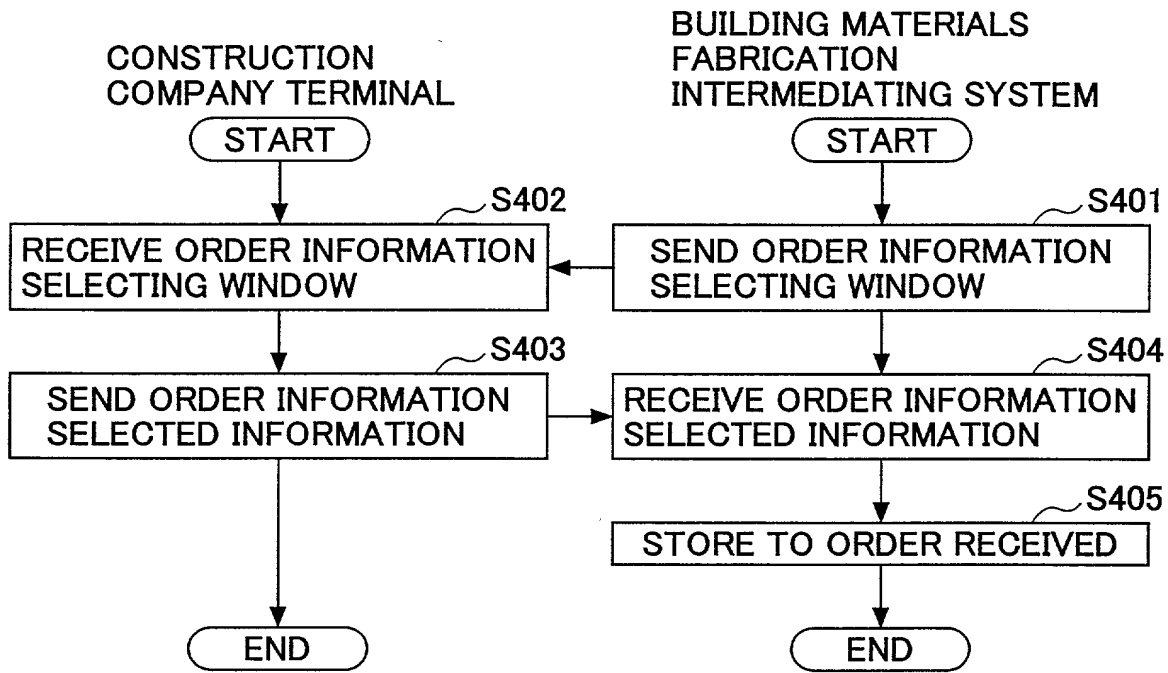 CONSTRUCTION
COMPANY TERMINAL
BUILDING MATERIALS
FABRICATION
INTERMEDIATING SYSTEM
START
START
S402
RECEIVE ORDER INFORMATION
SELECTING WINDOW
S401
SEND ORDER INFORMATION
SELECTING WINDOW
S403
SEND ORDER INFORMATION
SELECTED INFORMATION
S404
RECEIVE ORDER INFORMATION
SELECTED INFORMATION
S405
STORE TO ORDER RECEIVED
END
END